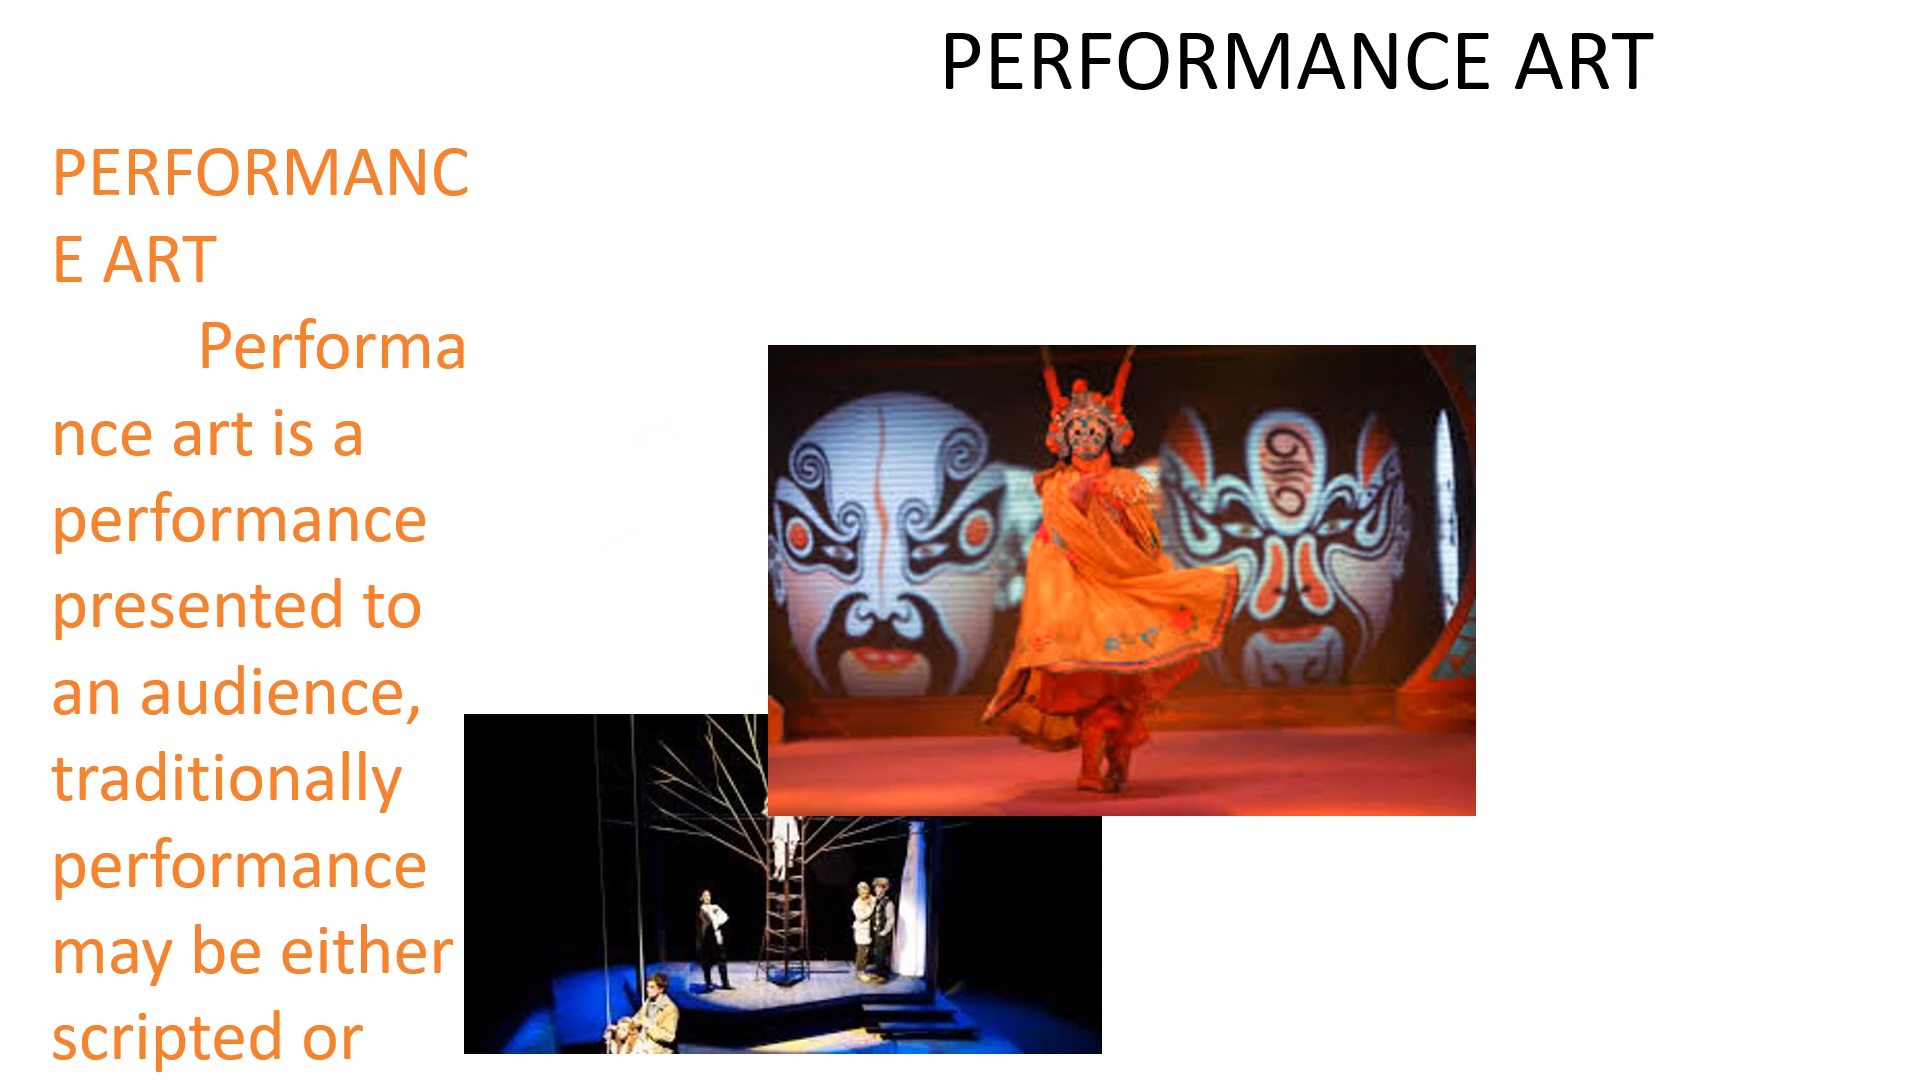 PERFORMANCE ART
PERFORMANC
E ART
Performa
nce art is a
performance
presented to
an audience,
traditionally
performance
may be either
scripted or